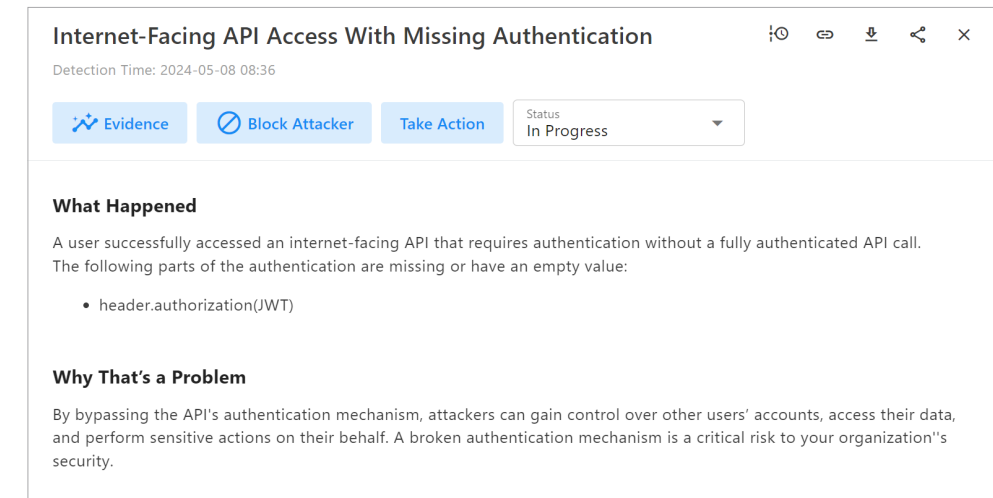 Internet-Facing API Access With Missing Authentication
Detection Time: 2024-05-08 08:36
Evidence
Block Attacker
Take Action
Status
In Progress
What Happened
A user successfully accessed an internet-facing API that requires authentication without a fully authenticated API call.
The following parts of the authentication are missing or have an empty value:
• header.authorization(JWT)
Why That’s a Problem
By bypassing the API's authentication mechanism, attackers can gain control over other users’ accounts, access their data,
and perform sensitive actions on their behalf. A broken authentication mechanism is a critical risk to your organization''s
security.